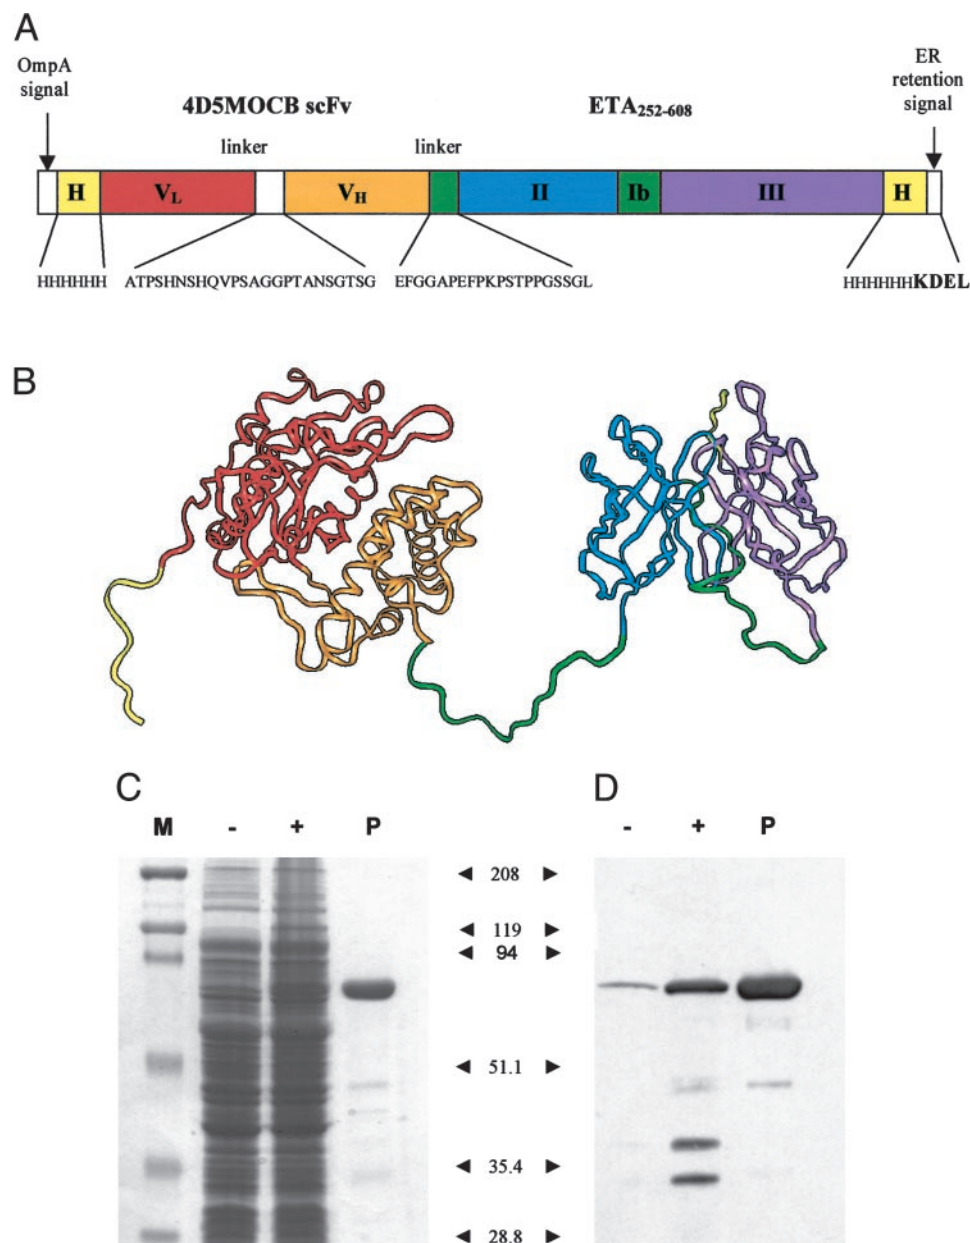 A
OmpA
signal
4D5MOCB scFv
ETA252-608
ER
retention
signal
linker
linker
H
VL
VH
II
Ib
III
H
HHHHHH
ATPSHNSHQVPSAGGPTANSGTSG
EFGGAPEFPKPSTPPGSSGL
HHHHHHKDEL
B
C
D
M
-
+
P
-
+
P
◄ 208 ►
◄ 119 ►
◄ 94 ►
◄ 51.1 ►
◄ 35.4 ►
◄ 28.8 ►